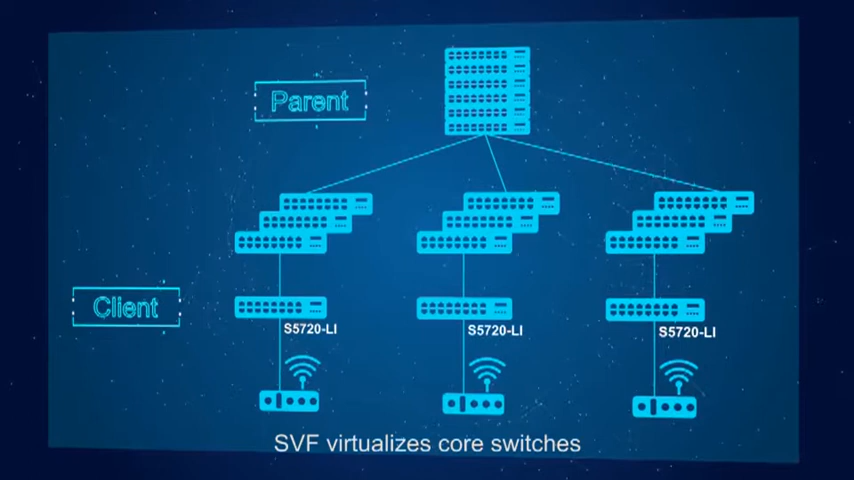 Parent
Client
S5720-LI
S5720-LI
S5720-LI
SVF virtualizes core switches